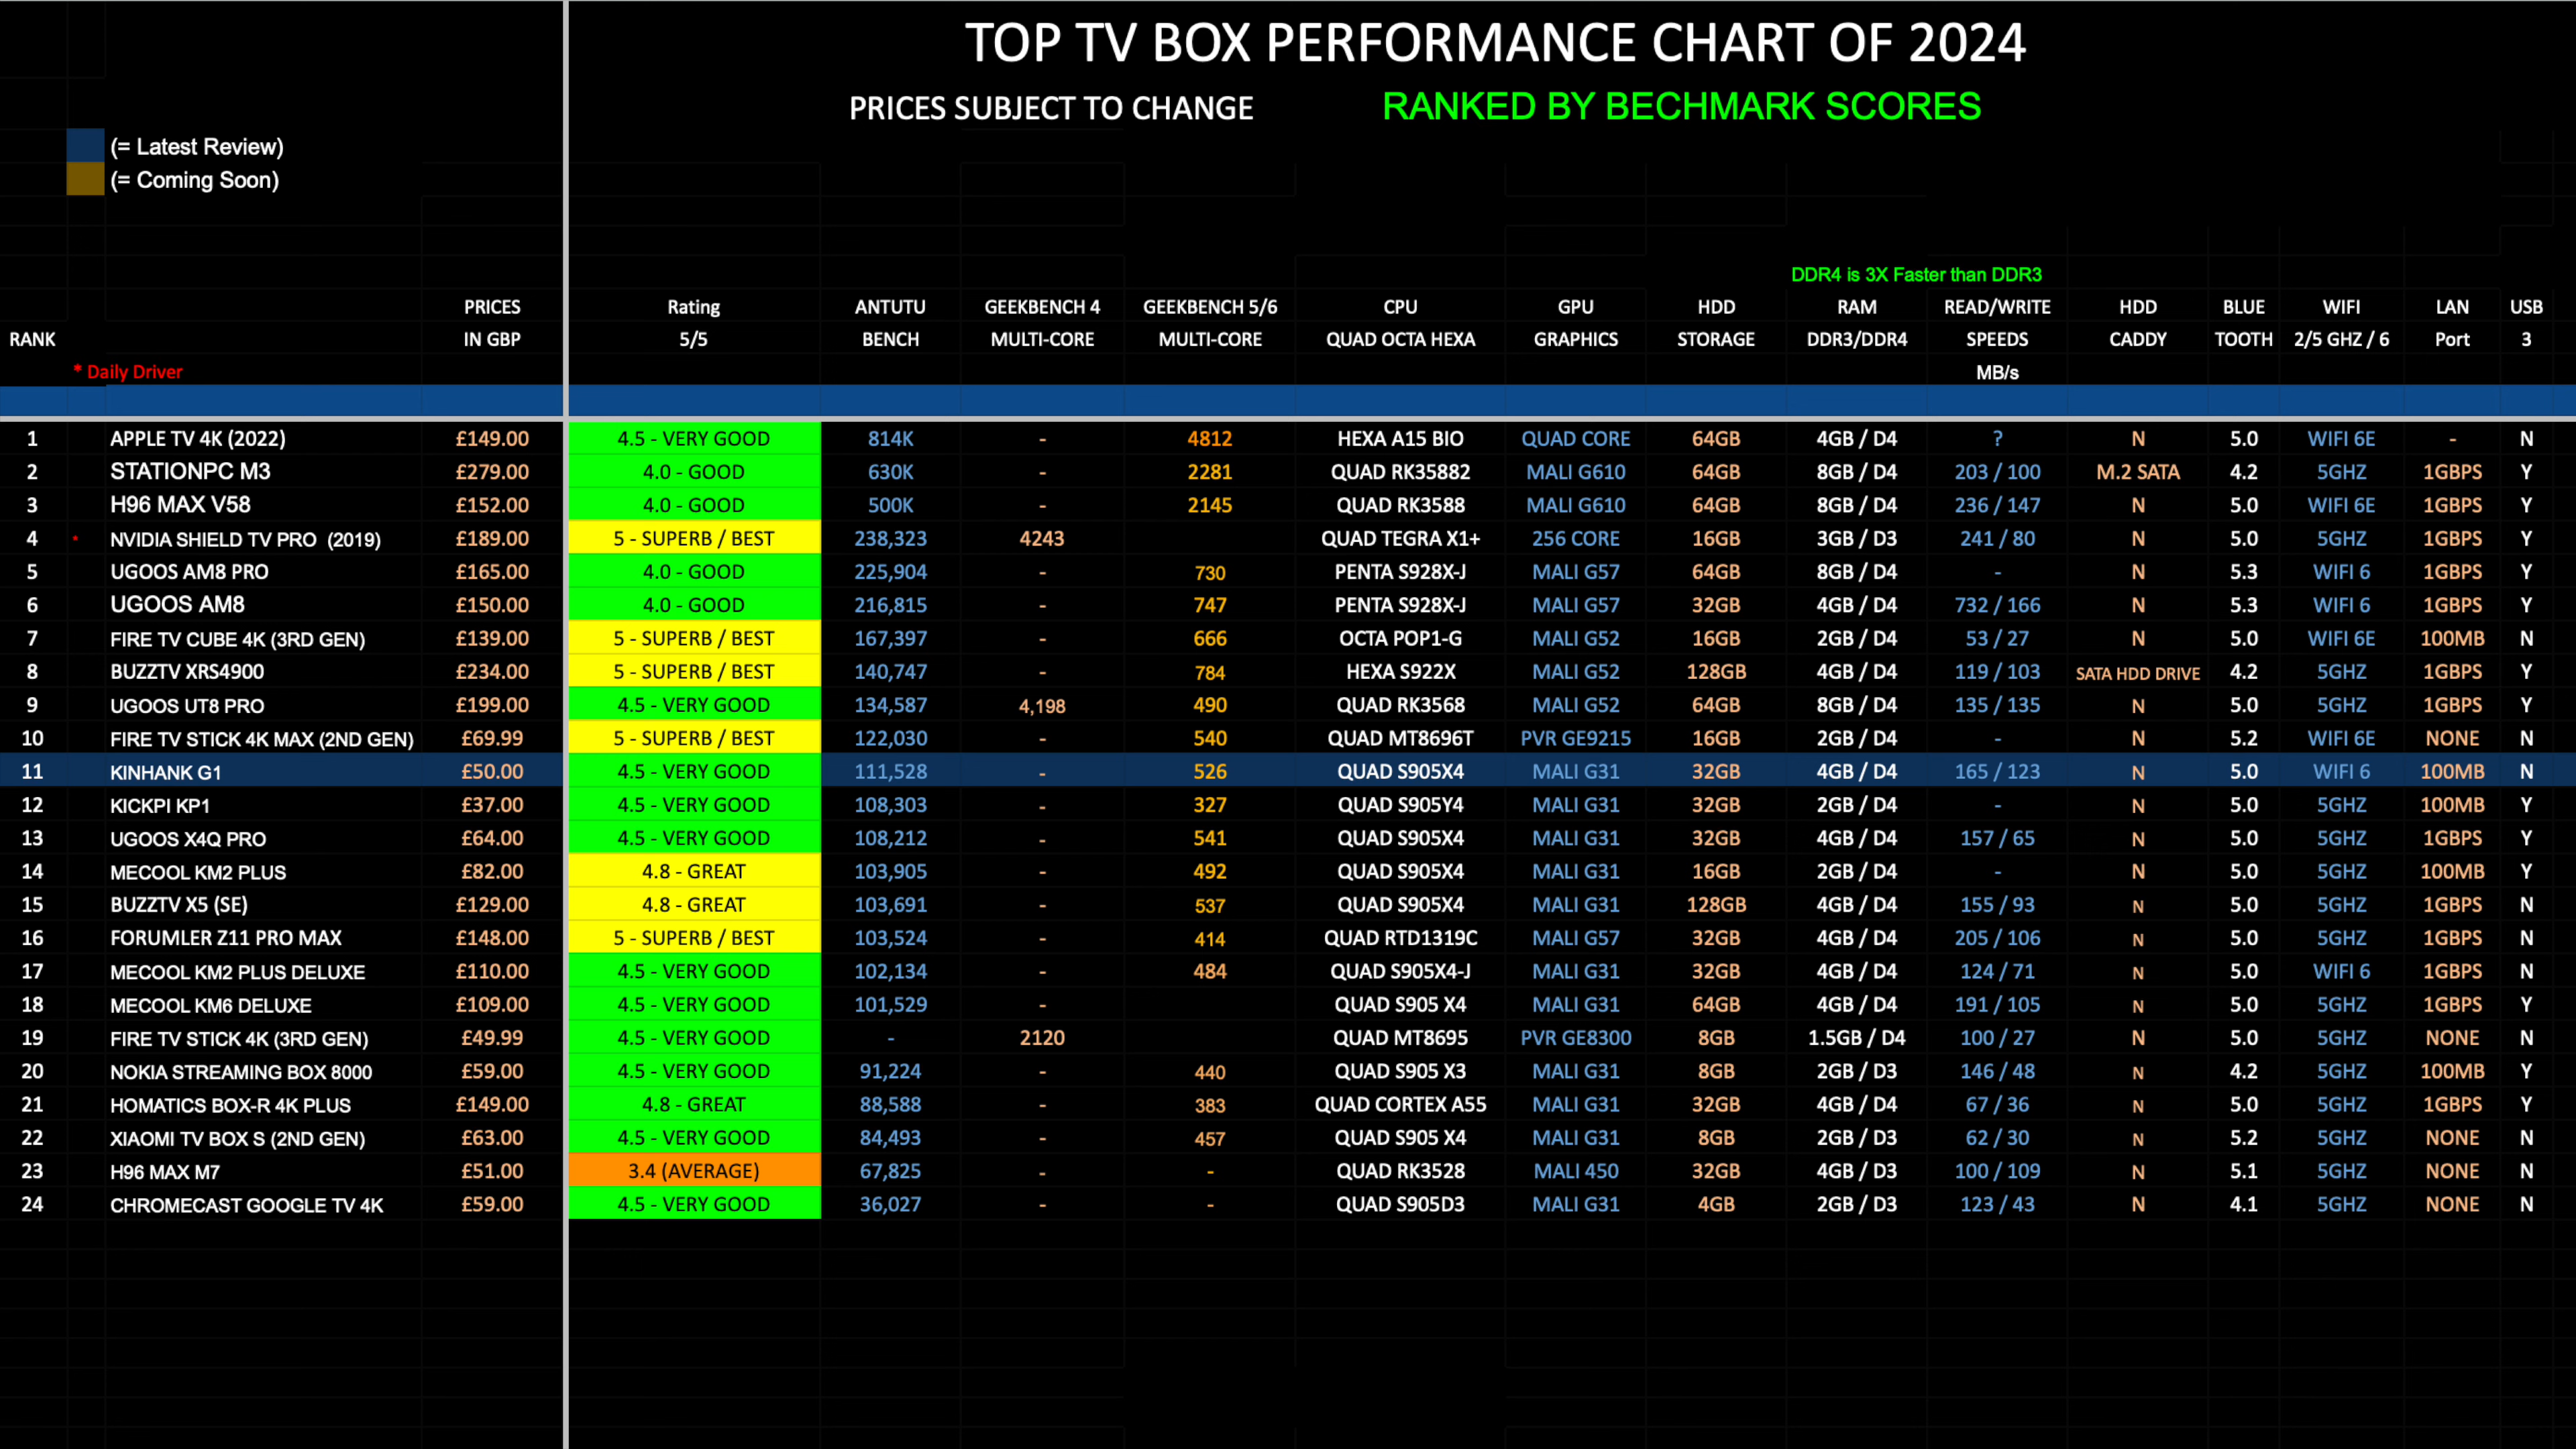 TOP TV BOX PERFORMANCE CHART OF 2024
PRICES SUBJECT TO CHANGE RANKED BY BECHMARK SCORES
(= Latest Review)
(= Coming Soon)
DDR4 is 3X Faster than DDR3
PRICES Rating ANTUTU GEEKBENCH 4 GEEKBENCH 5/6 CPU GPU HDD RAM READ/WRITE HDD BLUE WIFI LAN USB
RANK IN GBP 5/5 BENCH MULTI-CORE MULTI-CORE QUAD OCTA HEXA GRAPHICS STORAGE DDR3/DDR4 SPEEDS CADDY TOOTH 2/5 GHZ / 6 Port 3
* Daily Driver MB/s
1 APPLE TV 4K (2022) £149.00 4.5 - VERY GOOD 814K - 4812 HEXA A15 BIO QUAD CORE 64GB 4GB / D4 ? N 5.0 WIFI 6E - N
2 STATIONPC M3 £279.00 4.0 - GOOD 630K - 2281 QUAD RK35882 MALI G610 64GB 8GB / D4 203 / 100 M.2 SATA 4.2 5GHZ 1GBPS Y
3 H96 MAX V58 £152.00 4.0 - GOOD 500K - 2145 QUAD RK3588 MALI G610 64GB 8GB / D4 236 / 147 N 5.0 WIFI 6E 1GBPS Y
4 * NVIDIA SHIELD TV PRO (2019) £189.00 5 - SUPERB / BEST 238,323 4243 QUAD TEGRA X1+ 256 CORE 16GB 3GB / D3 241 / 80 N 5.0 5GHZ 1GBPS Y
5 UGOOS AM8 PRO £165.00 4.0 - GOOD 225,904 - 730 PENTA S928X-J MALI G57 64GB 8GB / D4 - N 5.3 WIFI 6 1GBPS Y
6 UGOOS AM8 £150.00 4.0 - GOOD 216,815 - 747 PENTA S928X-J MALI G57 32GB 4GB / D4 732 / 166 N 5.3 WIFI 6 1GBPS Y
7 FIRE TV CUBE 4K (3RD GEN) £139.00 5 - SUPERB / BEST 167,397 - 666 OCTA POP1-G MALI G52 16GB 2GB / D4 53 / 27 N 5.0 WIFI 6E 100MB N
8 BUZZTV XRS4900 £234.00 5 - SUPERB / BEST 140,747 - 784 HEXA S922X MALI G52 128GB 4GB / D4 119 / 103 SATA HDD DRIVE 4.2 5GHZ 1GBPS Y
9 UGOOS UT8 PRO £199.00 4.5 - VERY GOOD 134,587 4,198 490 QUAD RK3568 MALI G52 64GB 8GB / D4 135 / 135 N 5.0 5GHZ 1GBPS Y
10 FIRE TV STICK 4K MAX (2ND GEN) £69.99 5 - SUPERB / BEST 122,030 - 540 QUAD MT8696T PVR GE9215 16GB 2GB / D4 - N 5.2 WIFI 6E NONE N
11 KINHANK G1 £50.00 4.5 - VERY GOOD 111,528 - 526 QUAD S905X4 MALI G31 32GB 4GB / D4 165 / 123 N 5.0 WIFI 6 100MB N
12 KICKPI KP1 £37.00 4.5 - VERY GOOD 108,303 - 327 QUAD S905Y4 MALI G31 32GB 2GB / D4 - N 5.0 5GHZ 100MB Y
13 UGOOS X4Q PRO £64.00 4.5 - VERY GOOD 108,212 - 541 QUAD S905X4 MALI G31 32GB 4GB / D4 157 / 65 N 5.0 5GHZ 1GBPS Y
14 MECOOL KM2 PLUS £82.00 4.8 - GREAT 103,905 - 492 QUAD S905X4 MALI G31 16GB 2GB / D4 - N 5.0 5GHZ 100MB Y
15 BUZZTV X5 (SE) £129.00 4.8 - GREAT 103,691 - 537 QUAD S905X4 MALI G31 128GB 4GB / D4 155 / 93 N 5.0 5GHZ 1GBPS N
16 FORUMLER Z11 PRO MAX £148.00 5 - SUPERB / BEST 103,524 - 414 QUAD RTD1319C MALI G57 32GB 4GB / D4 205 / 106 N 5.0 5GHZ 1GBPS N
17 MECOOL KM2 PLUS DELUXE £110.00 4.5 - VERY GOOD 102,134 - 484 QUAD S905X4-J MALI G31 32GB 4GB / D4 124 / 71 N 5.0 WIFI 6 1GBPS N
18 MECOOL KM6 DELUXE £109.00 4.5 - VERY GOOD 101,529 - QUAD S905 X4 MALI G31 64GB 4GB / D4 191 / 105 N 5.0 5GHZ 1GBPS Y
19 FIRE TV STICK 4K (3RD GEN) £49.99 4.5 - VERY GOOD - 2120 QUAD MT8695 PVR GE8300 8GB 1.5GB / D4 100 / 27 N 5.0 5GHZ NONE N
20 NOKIA STREAMING BOX 8000 £59.00 4.5 - VERY GOOD 91,224 - 440 QUAD S905 X3 MALI G31 8GB 2GB / D3 146 / 48 N 4.2 5GHZ 100MB Y
21 HOMATICS BOX-R 4K PLUS £149.00 4.8 - GREAT 88,588 - 383 QUAD CORTEX A55 MALI G31 32GB 4GB / D4 67 / 36 N 5.0 5GHZ 1GBPS Y
22 XIAOMI TV BOX S (2ND GEN) £63.00 4.5 - VERY GOOD 84,493 - 457 QUAD S905 X4 MALI G31 8GB 2GB / D3 62 / 30 N 5.2 5GHZ NONE N
23 H96 MAX M7 £51.00 3.4 (AVERAGE) 67,825 - - QUAD RK3528 MALI 450 32GB 4GB / D3 100 / 109 N 5.1 5GHZ NONE N
24 CHROMECAST GOOGLE TV 4K £59.00 4.5 - VERY GOOD 36,027 - - QUAD S905D3 MALI G31 4GB 2GB / D3 123 / 43 N 4.1 5GHZ NONE N